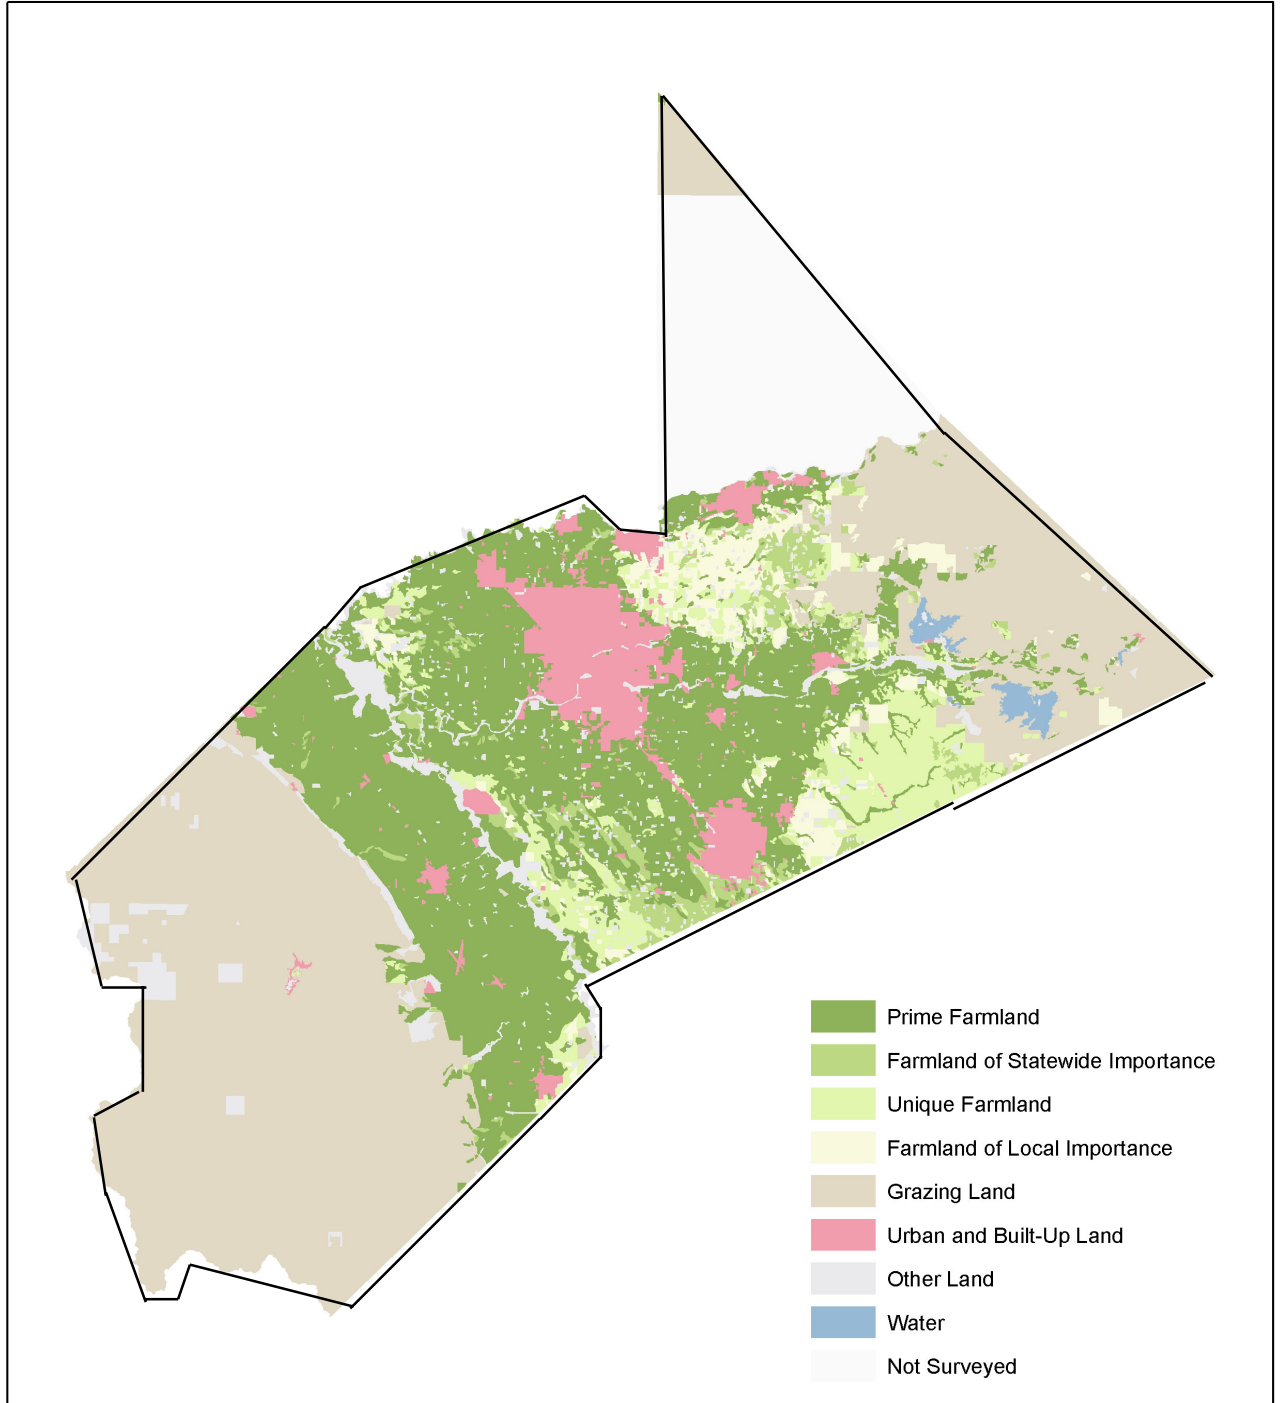 Prime Farmland
Farmland of Statewide Importance
Unique Farmland
Farmland of Local Importance
Grazing Land
Urban and Built-Up Land
Other Land
Water
Not Surveyed